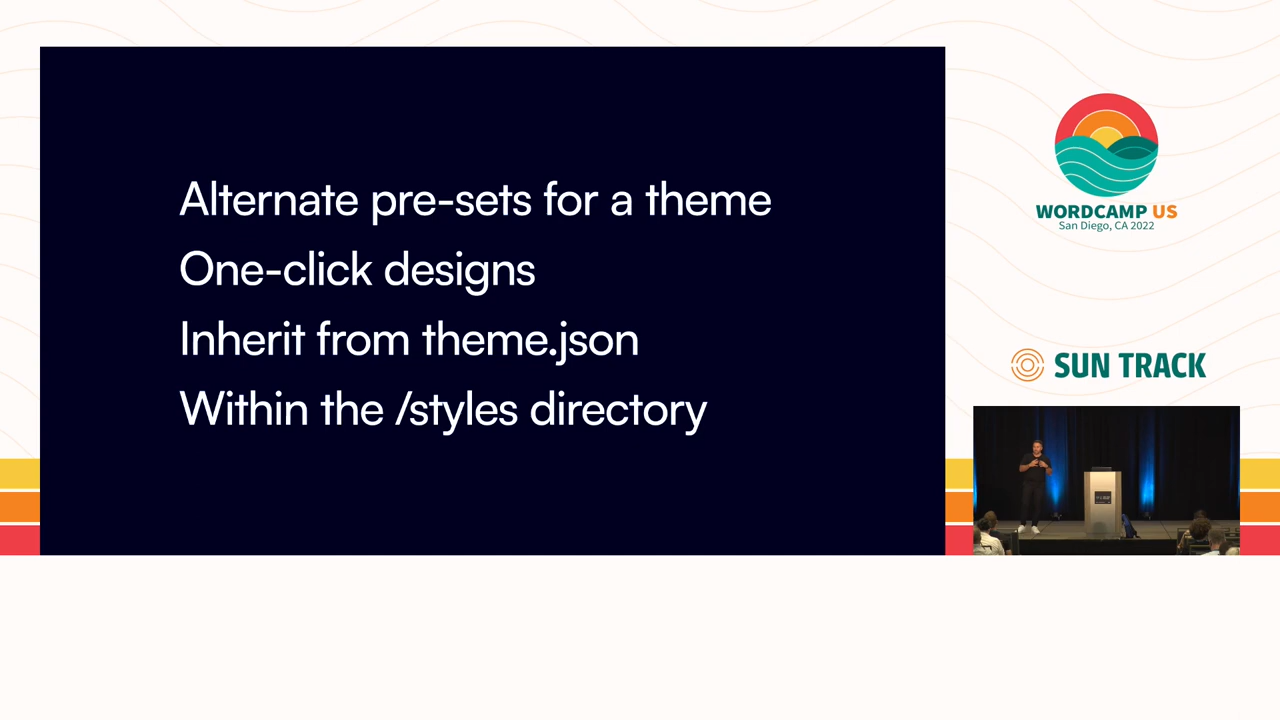 Alternate pre-sets for a theme
One-click designs
Inherit from theme.json
Within the /styles directory
WORDCAMP US
San Diego, CA 2022
SUN TRACK